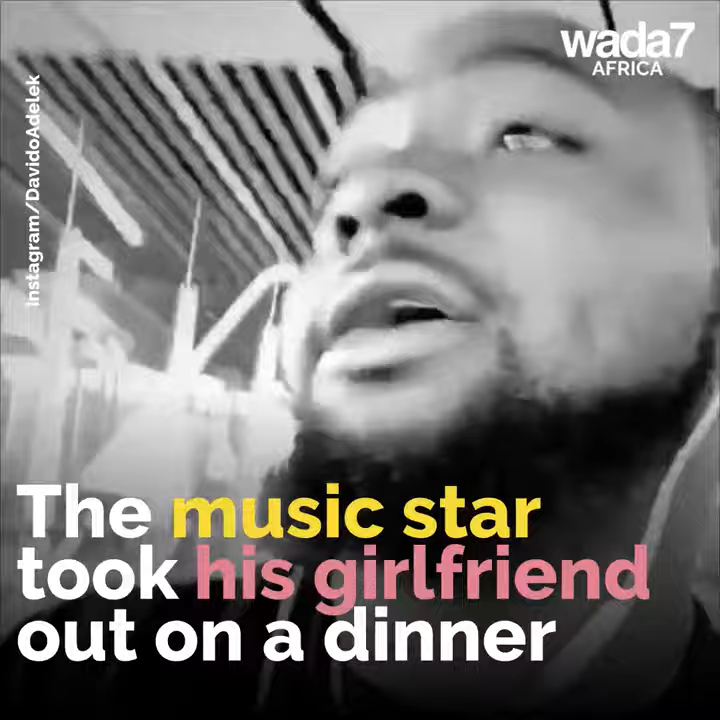 wada7
AFRICA
Instagram/DavidoAdelek
The music star
took his girlfriend
out on a dinner